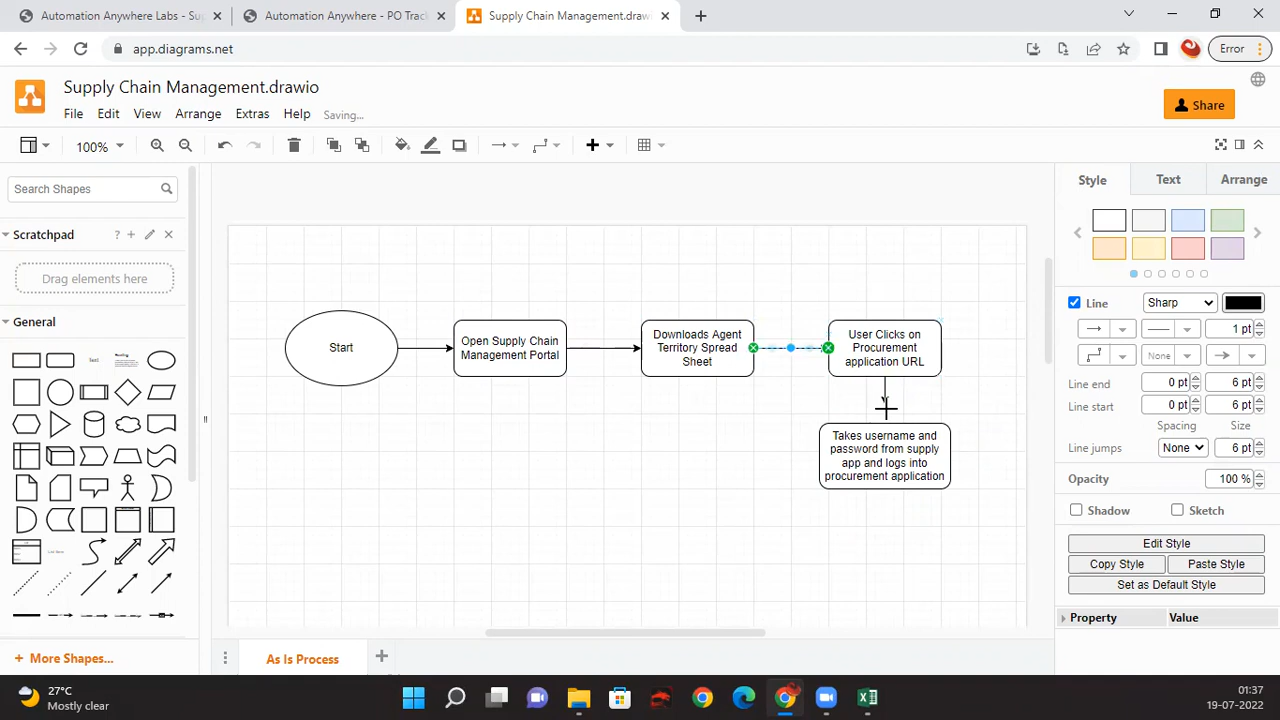 Automation Anywhere Labs - Sup
Automation Anywhere - PO Track
Supply Chain Management.drawi
app.diagrams.net
Error
Supply Chain Management.drawio
File Edit View Arrange Extras Help Saving...
Share
100%
Search Shapes
Scratchpad
?
Drag elements here
General
Text
Heading
More Shapes...
Start
Open Supply Chain
Management Portal
Downloads Agent
Territory Spread
Sheet
User Clicks on
Procurement
application URL
Takes username and
password from supply
app and logs into
procurement application
As Is Process
Style Text Arrange
Line Sharp
1 pt
None
Line end 0 pt 6 pt
Line start 0 pt 6 pt
Spacing Size
Line jumps None 6 pt
Opacity 100 %
Shadow Sketch
Edit Style
Copy Style Paste Style
Set as Default Style
Property Value
27°C
Mostly clear
01:37
19-07-2022